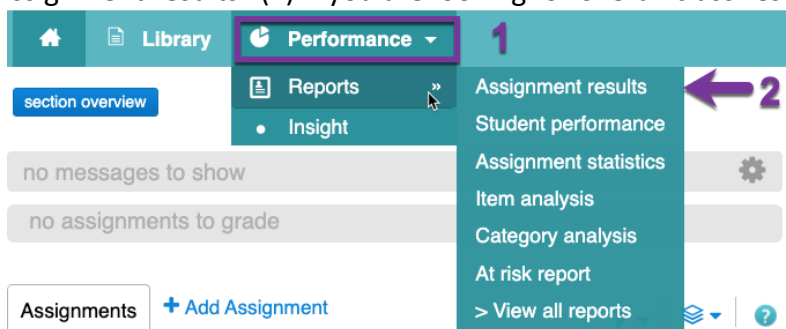 Library Performance 1
section overview Reports » Assignment results 2
Insight Student performance
no messages to show Assignment statistics
Item analysis
no assignments to grade Category analysis
At risk report
Assignments + Add Assignment > View all reports ?